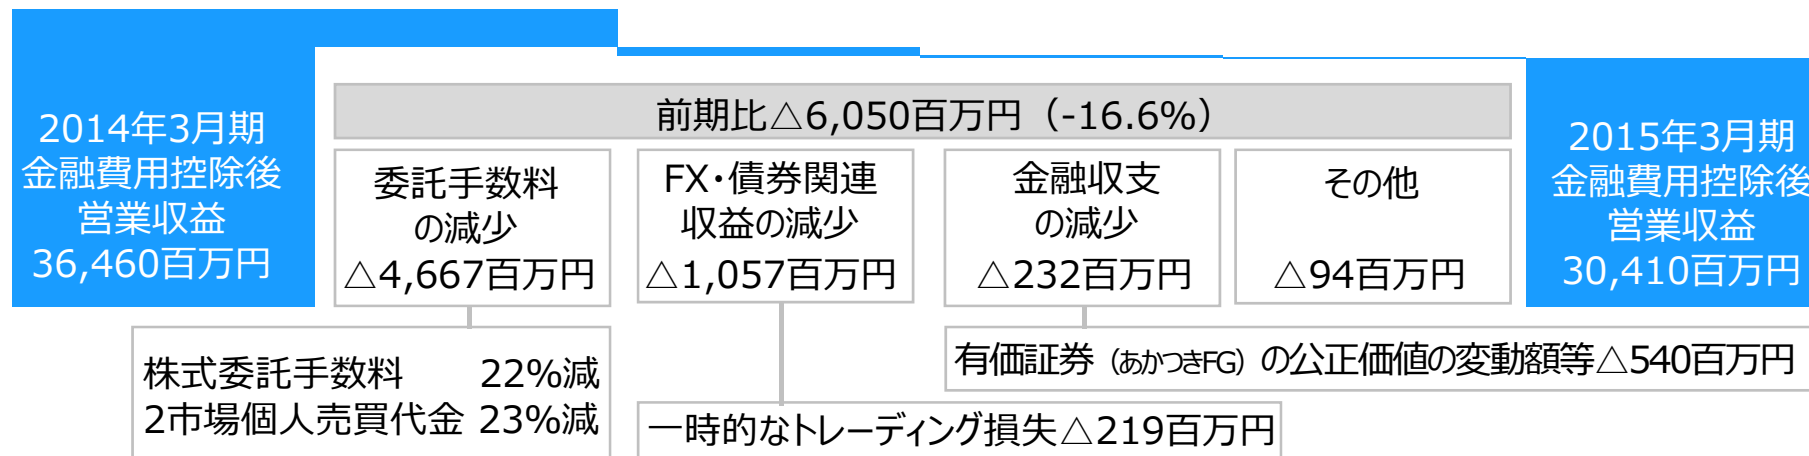 前期比△6,050百万円（-16.6%）
2014年3月期
金融費用控除後
営業収益
36,460百万円
委託手数料
の減少
△4,667百万円
FX・債券関連
収益の減少
△1,057百万円
金融収支
の減少
△232百万円
その他
△94百万円
2015年3月期
金融費用控除後
営業収益
30,410百万円
株式委託手数料 22%減
2市場個人売買代金 23%減
有価証券（あかつきFG）の公正価値の変動額等△540百万円
一時的なトレーディング損失△219百万円